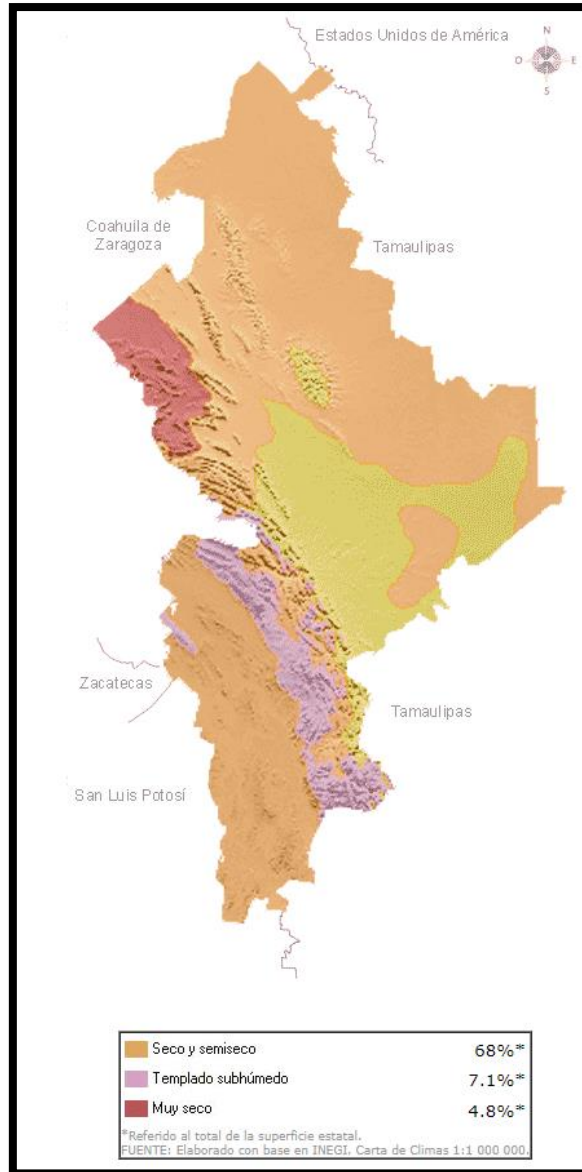 Estados Unidos de América
N
O
E
S
Coahuila de
Zaragoza
Tamaulipas
Zacatecas
Tamaulipas
San Luis Potosí
Seco y semiseco 68%*
Templado subhúmedo 7.1%*
Muy seco 4.8%*
*Referido al total de la superficie estatal.
FUENTE: Elaborado con base en INEGI. Carta de Climas 1:1 000 000.